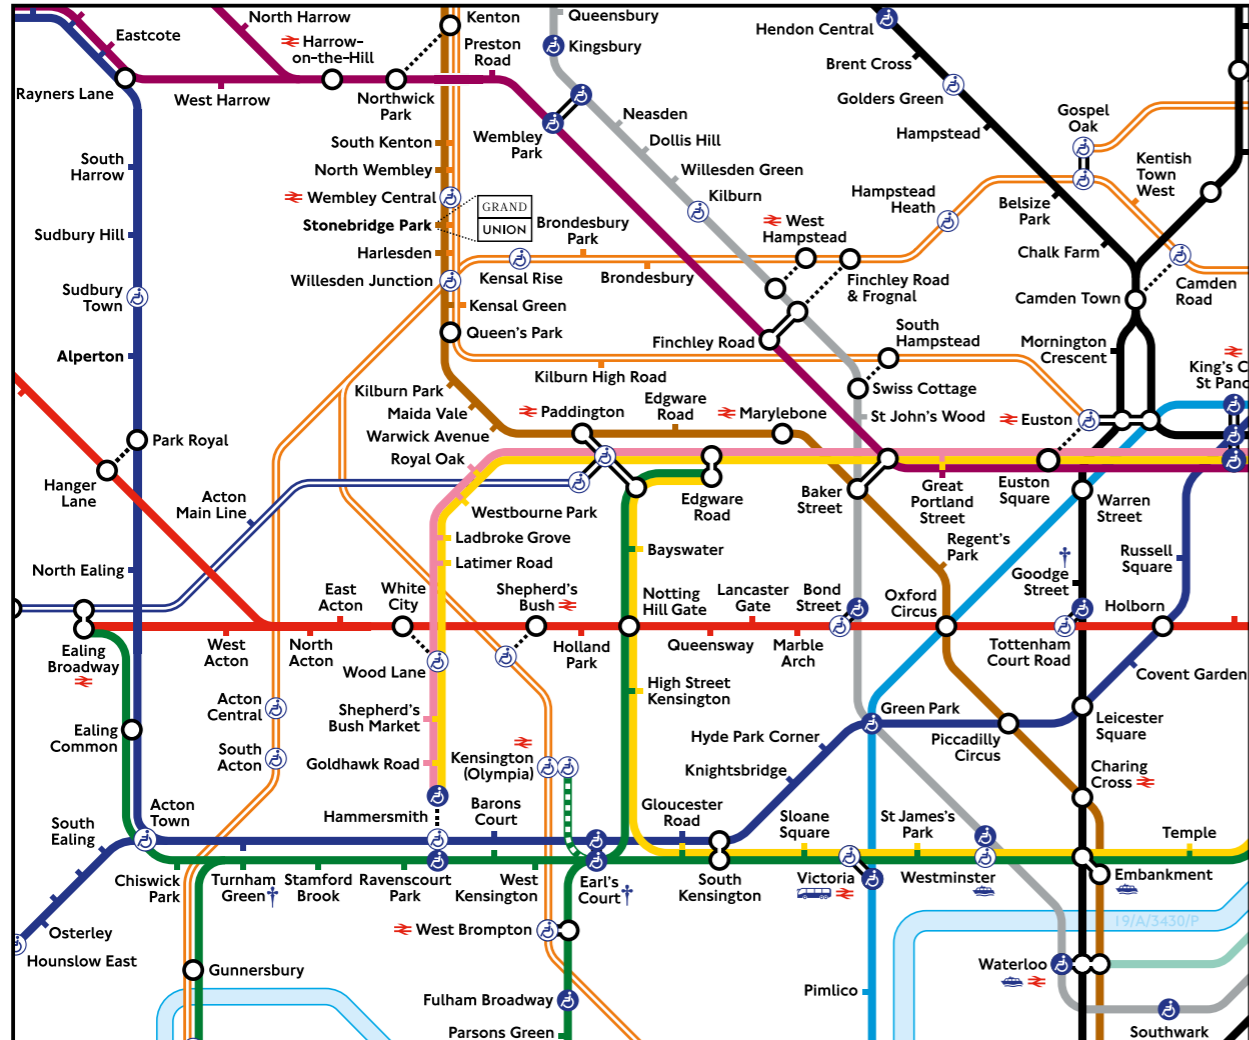 North Harrow
Kenton
Queensbury
Hendon Central
Eastcote
Harrow-
on-the-Hill
Preston
Road
Kingsbury
Brent Cross
Rayners Lane
West Harrow
Northwick
Park
Golders Green
Gospel
Oak
Neasden
Hampstead
Wembley
Park
Dollis Hill
South Kenton
Kentish
Town
West
South
Harrow
North Wembley
Willesden Green
Wembley Central
Kilburn
Hampstead
Heath
Belsize
Park
GRAND
UNION
Stonebridge Park
Brondesbury
Park
West
Hampstead
Sudbury Hill
Harlesden
Chalk Farm
Willesden Junction
Kensal Rise
Brondesbury
Finchley Road
& Frognal
Camden
Road
Sudbury
Town
Kensal Green
Camden Town
Queen's Park
South
Hampstead
Finchley Road
Mornington
Crescent
Alperton
King's C
St Panc
Kilburn High Road
Kilburn Park
Swiss Cottage
Maida Vale
Paddington
Edgware
Road
Marylebone
St John's Wood
Euston
Park Royal
Warwick Avenue
Royal Oak
Hanger
Lane
Acton
Main Line
Westbourne Park
Edgware
Road
Baker
Street
Great
Portland
Street
Euston
Square
Warren
Street
Ladbroke Grove
Latimer Road
Bayswater
Regent's
Park
†
Russell
Square
North Ealing
Goodge
Street
East
Acton
White
City
Shepherd's
Bush
Notting
Hill Gate
Lancaster
Gate
Bond
Street
Oxford
Circus
Holborn
Ealing
Broadway
West
Acton
North
Acton
Wood Lane
Holland
Park
Queensway
Marble
Arch
Tottenham
Court Road
Covent Garden
High Street
Kensington
Acton
Central
Shepherd's
Bush Market
Green Park
Leicester
Square
Ealing
Common
South
Acton
Hyde Park Corner
Piccadilly
Circus
Goldhawk Road
Kensington
(Olympia)
Knightsbridge
Charing
Cross
South
Ealing
Acton
Town
Hammersmith
Barons
Court
Gloucester
Road
Sloane
Square
St James's
Park
Temple
Chiswick
Park
Turnham
Green†
Stamford
Brook
Ravenscourt
Park
West
Kensington
Earl's
Court†
South
Kensington
Victoria
Westminster
Embankment
Osterley
West Brompton
19/A/3430/P
Hounslow East
Gunnersbury
Waterloo
Fulham Broadway
Pimlico
Parsons Green
Southwark